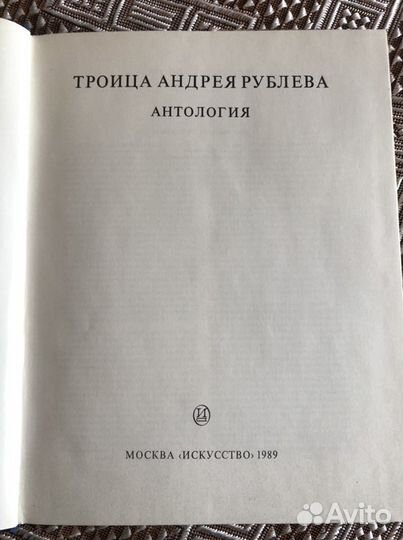 ТРОИЦА АНДРЕЯ РУБЛЕВА
АНТОЛОГИЯ
МОСКВА ‹ИСКУССТВО› 1989
Avito